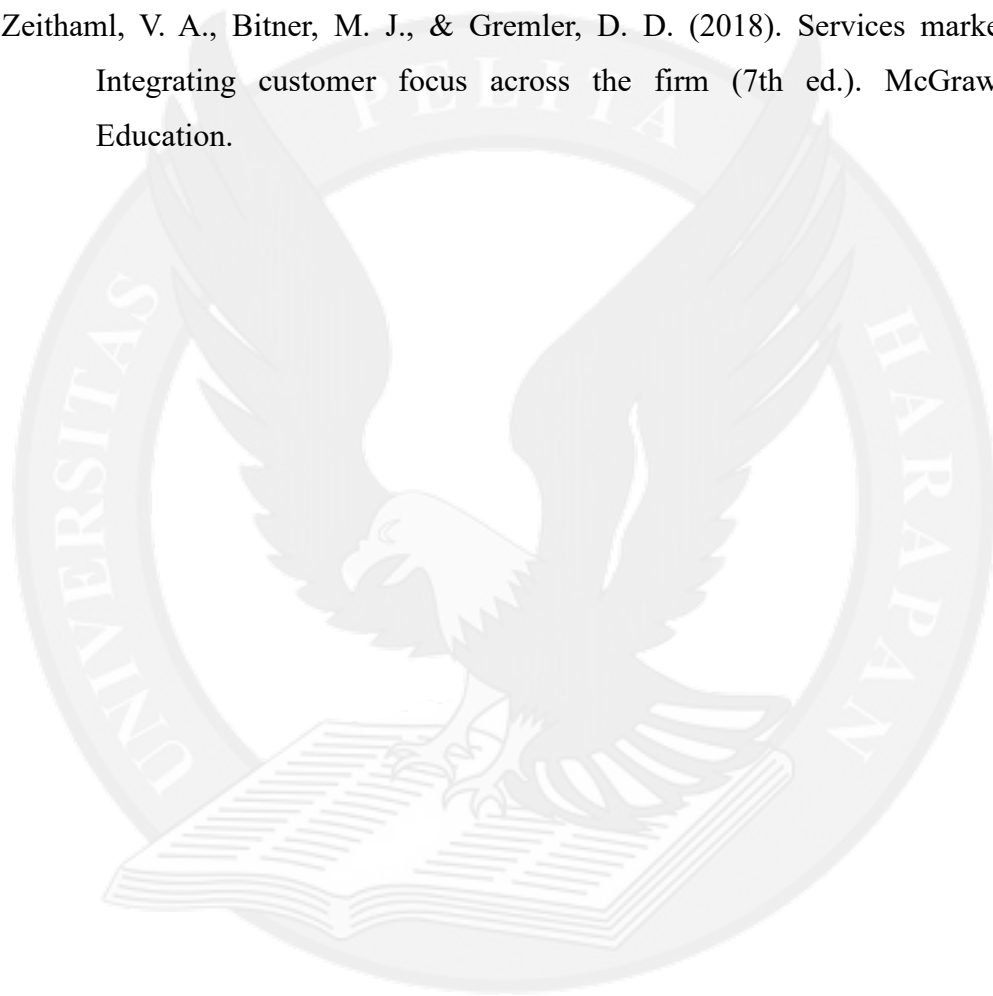 Zeithaml, V. A., Bitner, M. J., & Gremler, D. D. (2018). Services marke
Integrating customer focus across the firm (7th ed.). McGraw
Education.
UNIVERSITAS PELITA HARAPAN